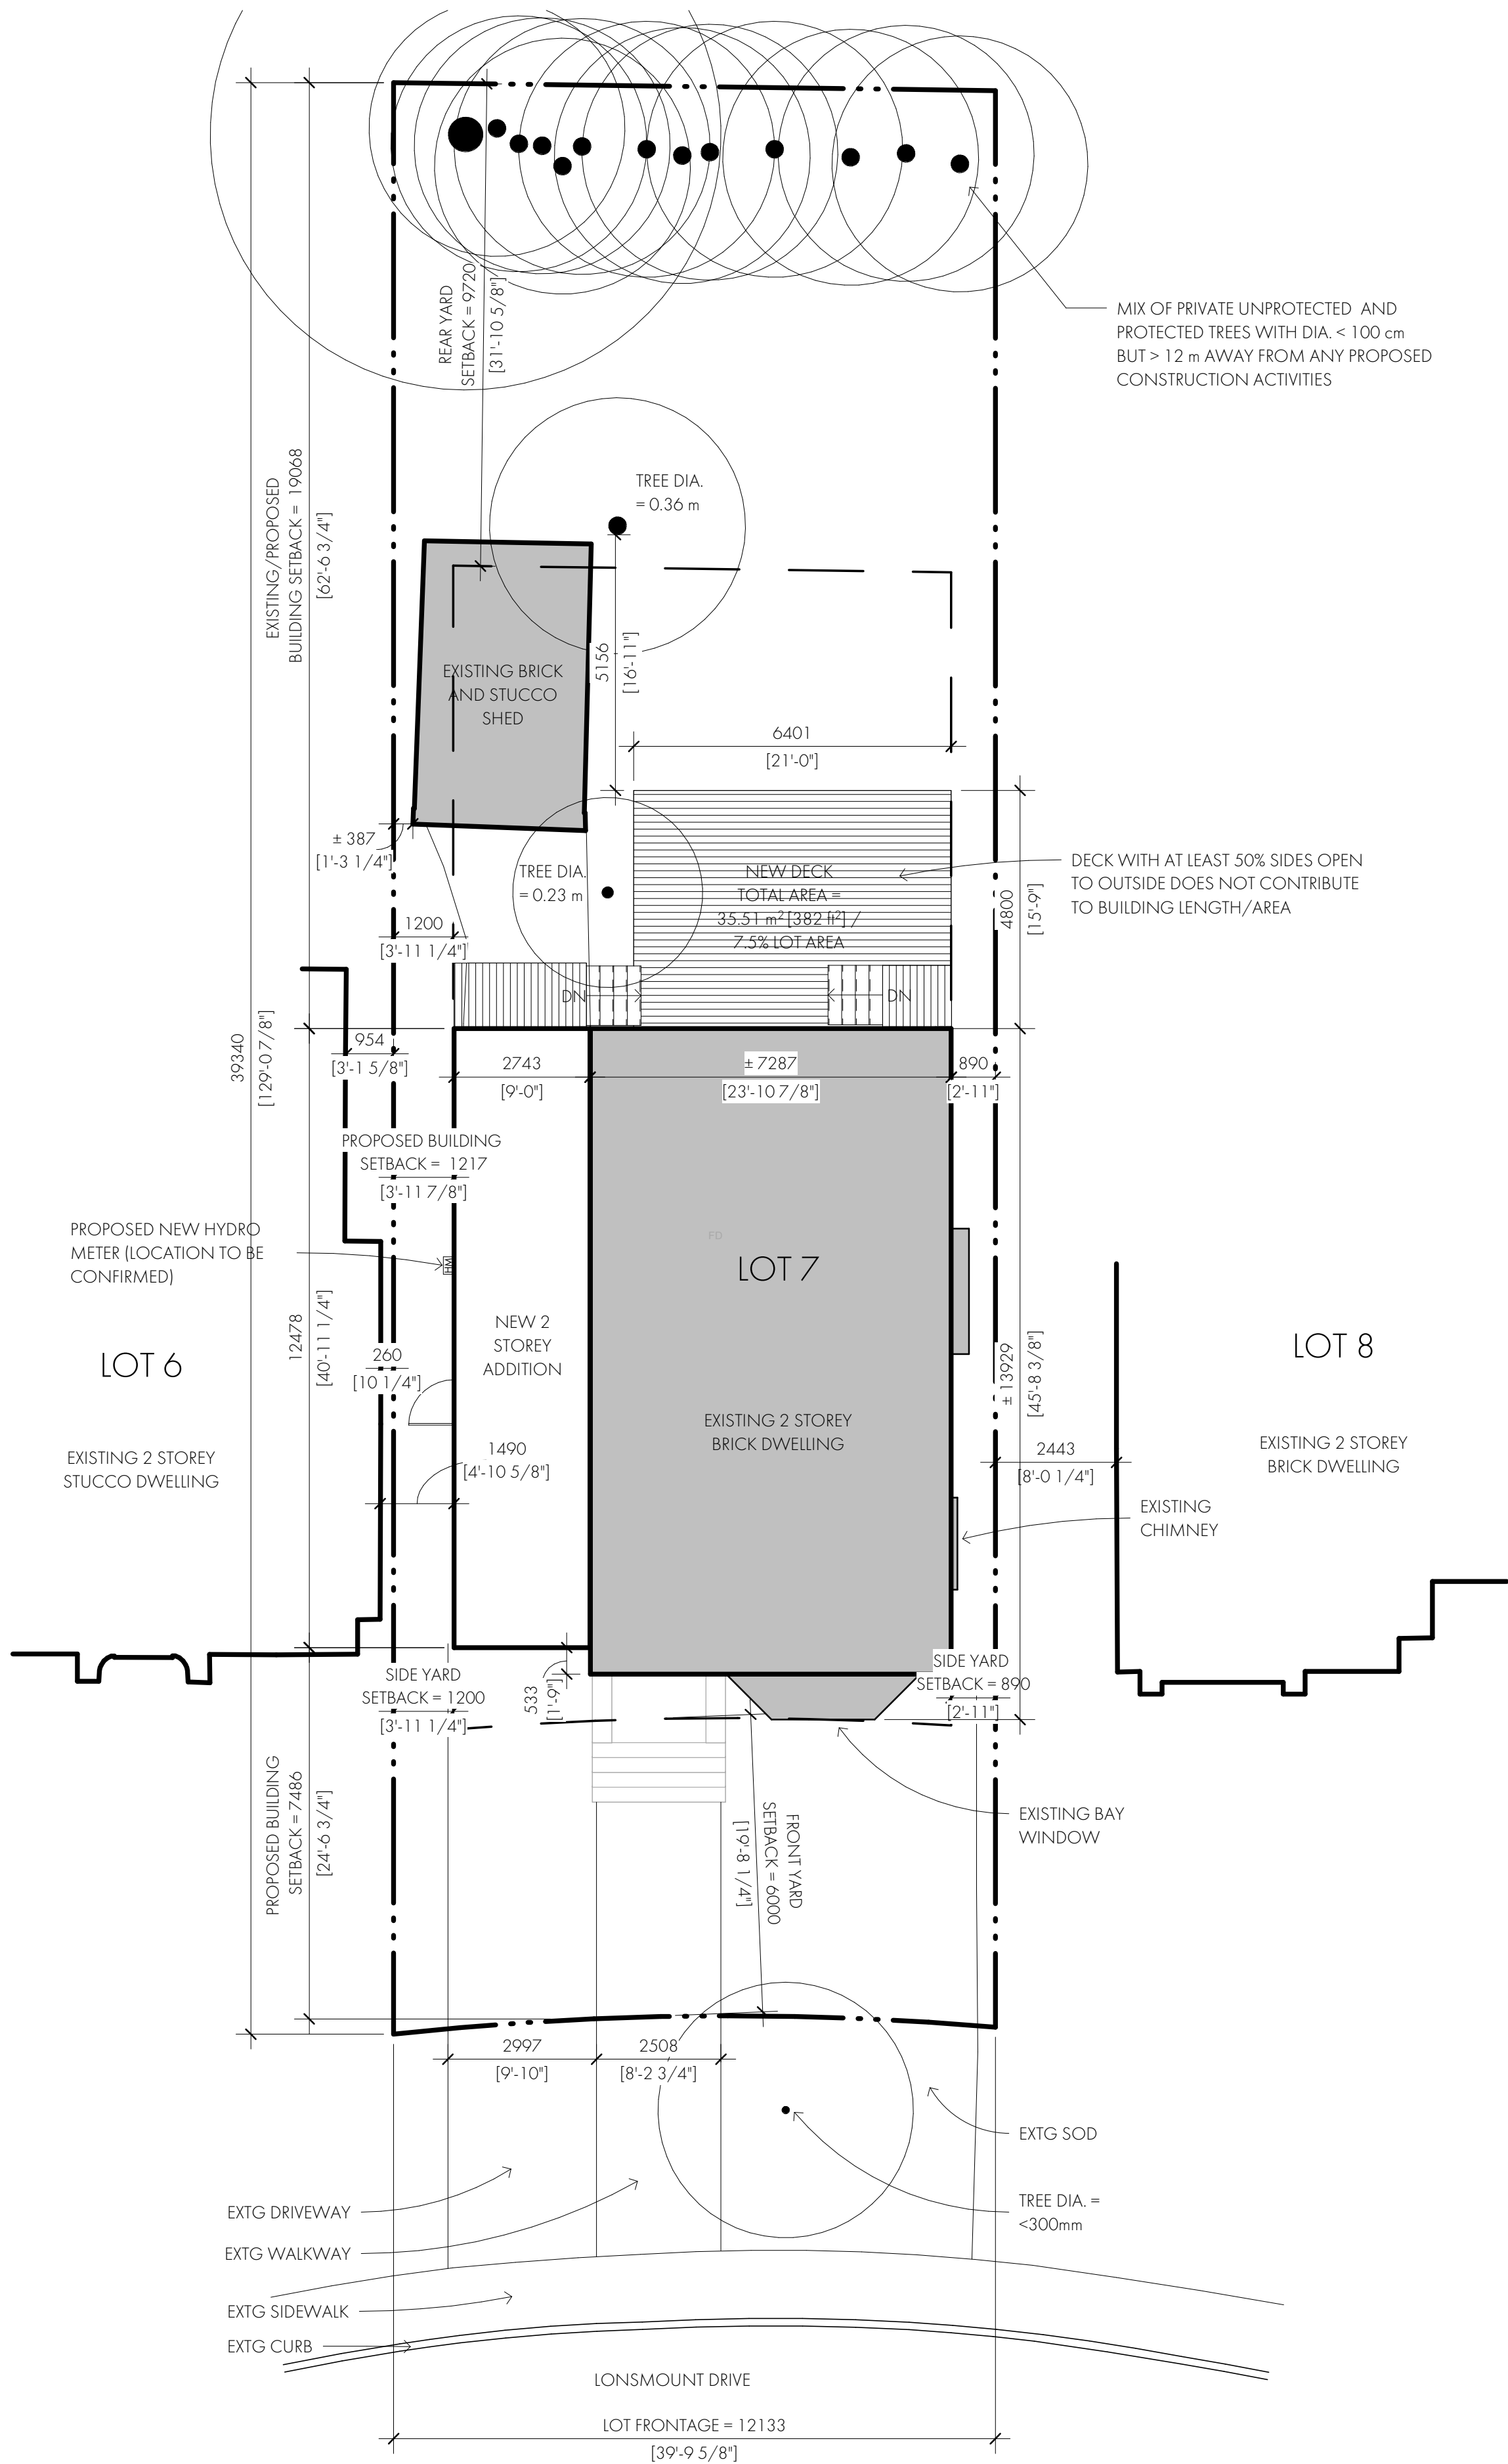 REAR YARD
SETBACK = 9720
[31'-10 5/8"]
MIX OF PRIVATE UNPROTECTED AND
PROTECTED TREES WITH DIA. < 100 cm
BUT > 12 m AWAY FROM ANY PROPOSED
CONSTRUCTION ACTIVITIES
TREE DIA.
= 0.36 m
EXISTING/PROPOSED
BUILDING SETBACK = 19068
[62'-6 3/4"]
EXISTING BRICK
AND STUCCO
SHED
5156
[16'-11"]
6401
[21'-0"]
± 387
[1'-3 1/4"]
TREE DIA.
= 0.23 m
NEW DECK
TOTAL AREA =
35.51 m² [382 ft²] /
7.5% LOT AREA
DECK WITH AT LEAST 50% SIDES OPEN
TO OUTSIDE DOES NOT CONTRIBUTE
TO BUILDING LENGTH/AREA
4800
[15'-9"]
1200
[3'-11 1/4"]
DN
DN
39340
[129'-0 7/8"]
954
[3'-1 5/8"]
2743
[9'-0"]
± 7287
[23'-10 7/8"]
890
[2'-11"]
PROPOSED BUILDING
SETBACK = 1217
[3'-11 7/8"]
PROPOSED NEW HYDRO
METER (LOCATION TO BE
CONFIRMED)
HM
FD
LOT 7
NEW 2
STOREY
ADDITION
12478
[40'-11 1/4"]
260
[10 1/4"]
LOT 6
EXISTING 2 STOREY
STUCCO DWELLING
1490
[4'-10 5/8"]
EXISTING 2 STOREY
BRICK DWELLING
± 13929
[45'-8 3/8"]
LOT 8
EXISTING 2 STOREY
BRICK DWELLING
2443
[8'-0 1/4"]
EXISTING
CHIMNEY
SIDE YARD
SETBACK = 1200
[3'-11 1/4"]
533
[1'-9"]
SIDE YARD
SETBACK = 890
[2'-11"]
PROPOSED BUILDING
SETBACK = 7486
[24'-6 3/4"]
FRONT YARD
SETBACK = 6000
[19'-8 1/4"]
EXISTING BAY
WINDOW
2997
[9'-10"]
2508
[8'-2 3/4"]
EXTG SOD
TREE DIA. =
<300mm
EXTG DRIVEWAY
EXTG WALKWAY
EXTG SIDEWALK
EXTG CURB
LONSMOUNT DRIVE
LOT FRONTAGE = 12133
[39'-9 5/8"]